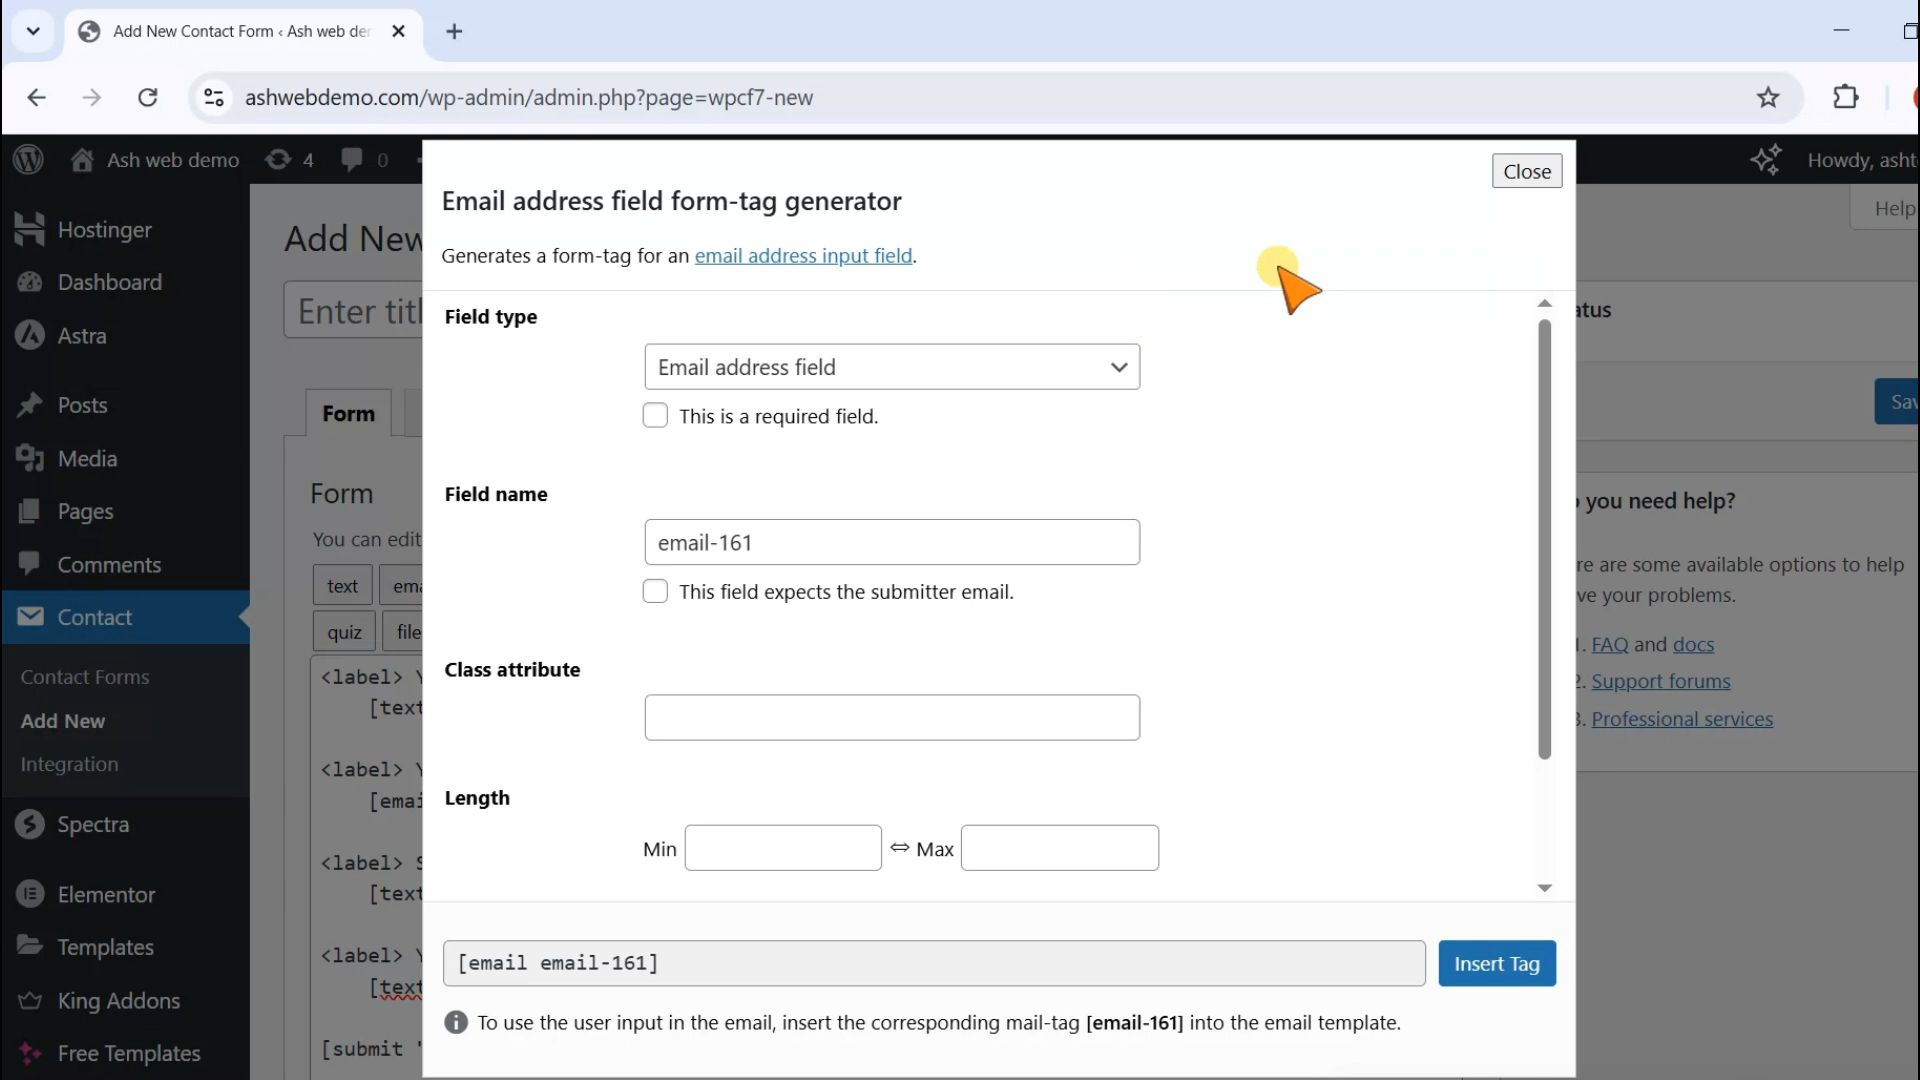 Add New Contact Form ‹ Ash web der
ashwebdemo.com/wp-admin/admin.php?page=wpcf7-new
Ash web demo 4 0
Howdy, asht
Close
Help
Email address field form-tag generator
Generates a form-tag for an email address input field.
Hostinger
Dashboard
Astra
Posts
Media
Pages
Comments
Contact
Contact Forms
Add New
Integration
Spectra
Elementor
Templates
King Addons
Free Templates
Add New
Enter titl
Form
Form
You can edit
text
ema
quiz
file
<label> Y
[text
<label> Y
[emai
<label> S
[text
<label> Y
[text
[submit "
Field type
Email address field
This is a required field.
Field name
email-161
This field expects the submitter email.
Class attribute
Length
Min ⇔ Max
[email email-161]
Insert Tag
To use the user input in the email, insert the corresponding mail-tag [email-161] into the email template.
atus
Sav
you need help?
re are some available options to help
ve your problems.
1. FAQ and docs
2. Support forums
3. Professional services